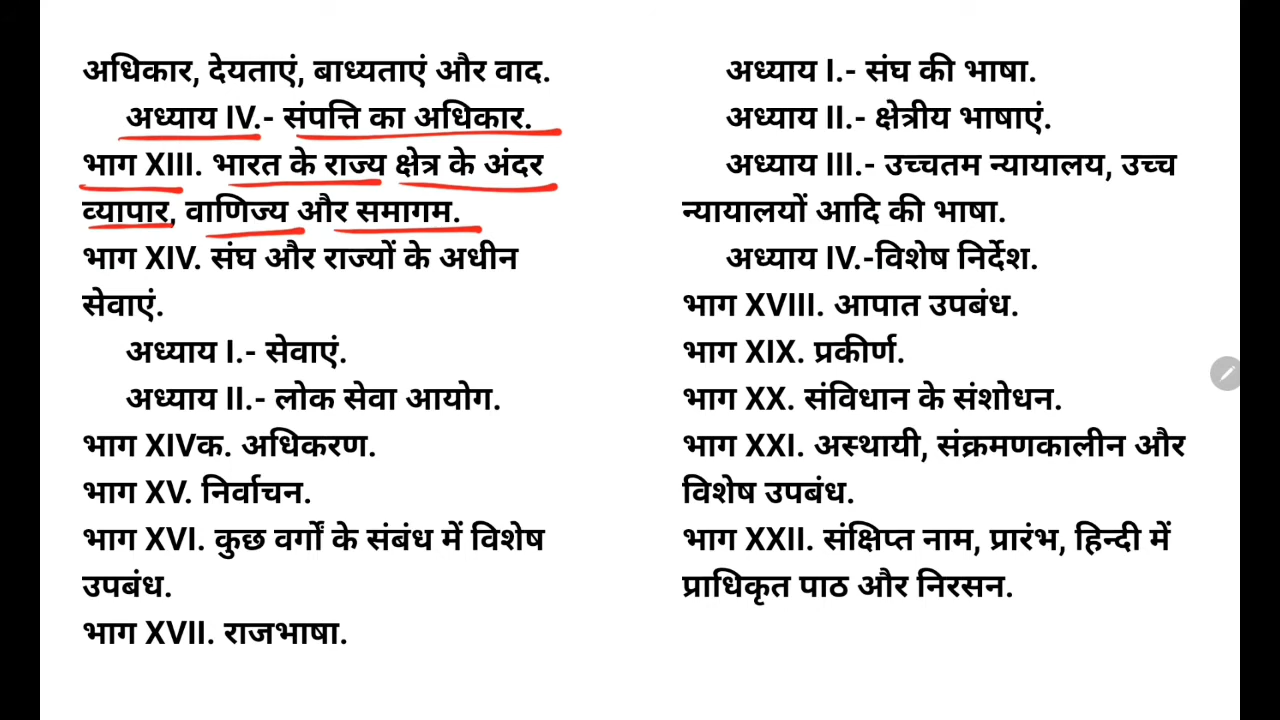 अधिकार, देयताएं, बाध्यताएं और वाद.
अध्याय IV.- संपत्ति का अधिकार.
भाग XIII. भारत के राज्य क्षेत्र के अंदर
व्यापार, वाणिज्य और समागम.
भाग XIV. संघ और राज्यों के अधीन
सेवाएं.
अध्याय I.- सेवाएं.
अध्याय II.- लोक सेवा आयोग.
भाग XIVक. अधिकरण.
भाग XV. निर्वाचन.
भाग XVI. कुछ वर्गों के संबंध में विशेष
उपबंध.
भाग XVII. राजभाषा.
अध्याय I.- संघ की भाषा.
अध्याय II.- क्षेत्रीय भाषाएं.
अध्याय III.- उच्चतम न्यायालय, उच्च
न्यायालयों आदि की भाषा.
अध्याय IV.-विशेष निर्देश.
भाग XVIII. आपात उपबंध.
भाग XIX. प्रकीर्ण.
भाग XX. संविधान के संशोधन.
भाग XXI. अस्थायी, संक्रमणकालीन और
विशेष उपबंध.
भाग XXII. संक्षिप्त नाम, प्रारंभ, हिन्दी में
प्राधिकृत पाठ और निरसन.